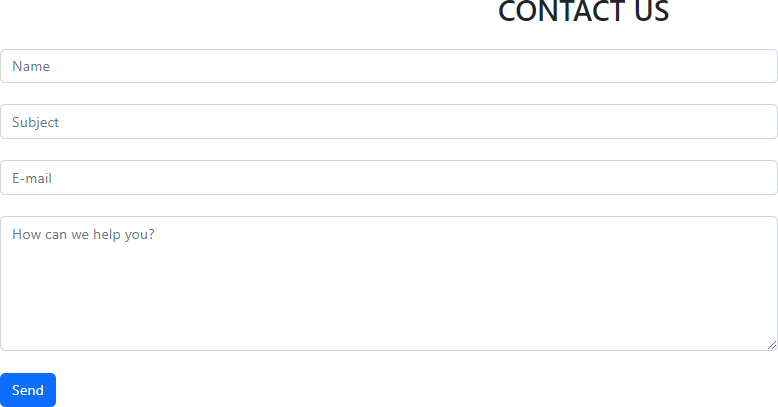 CONTACT US
Name
Subject
E-mail
How can we help you?
Send